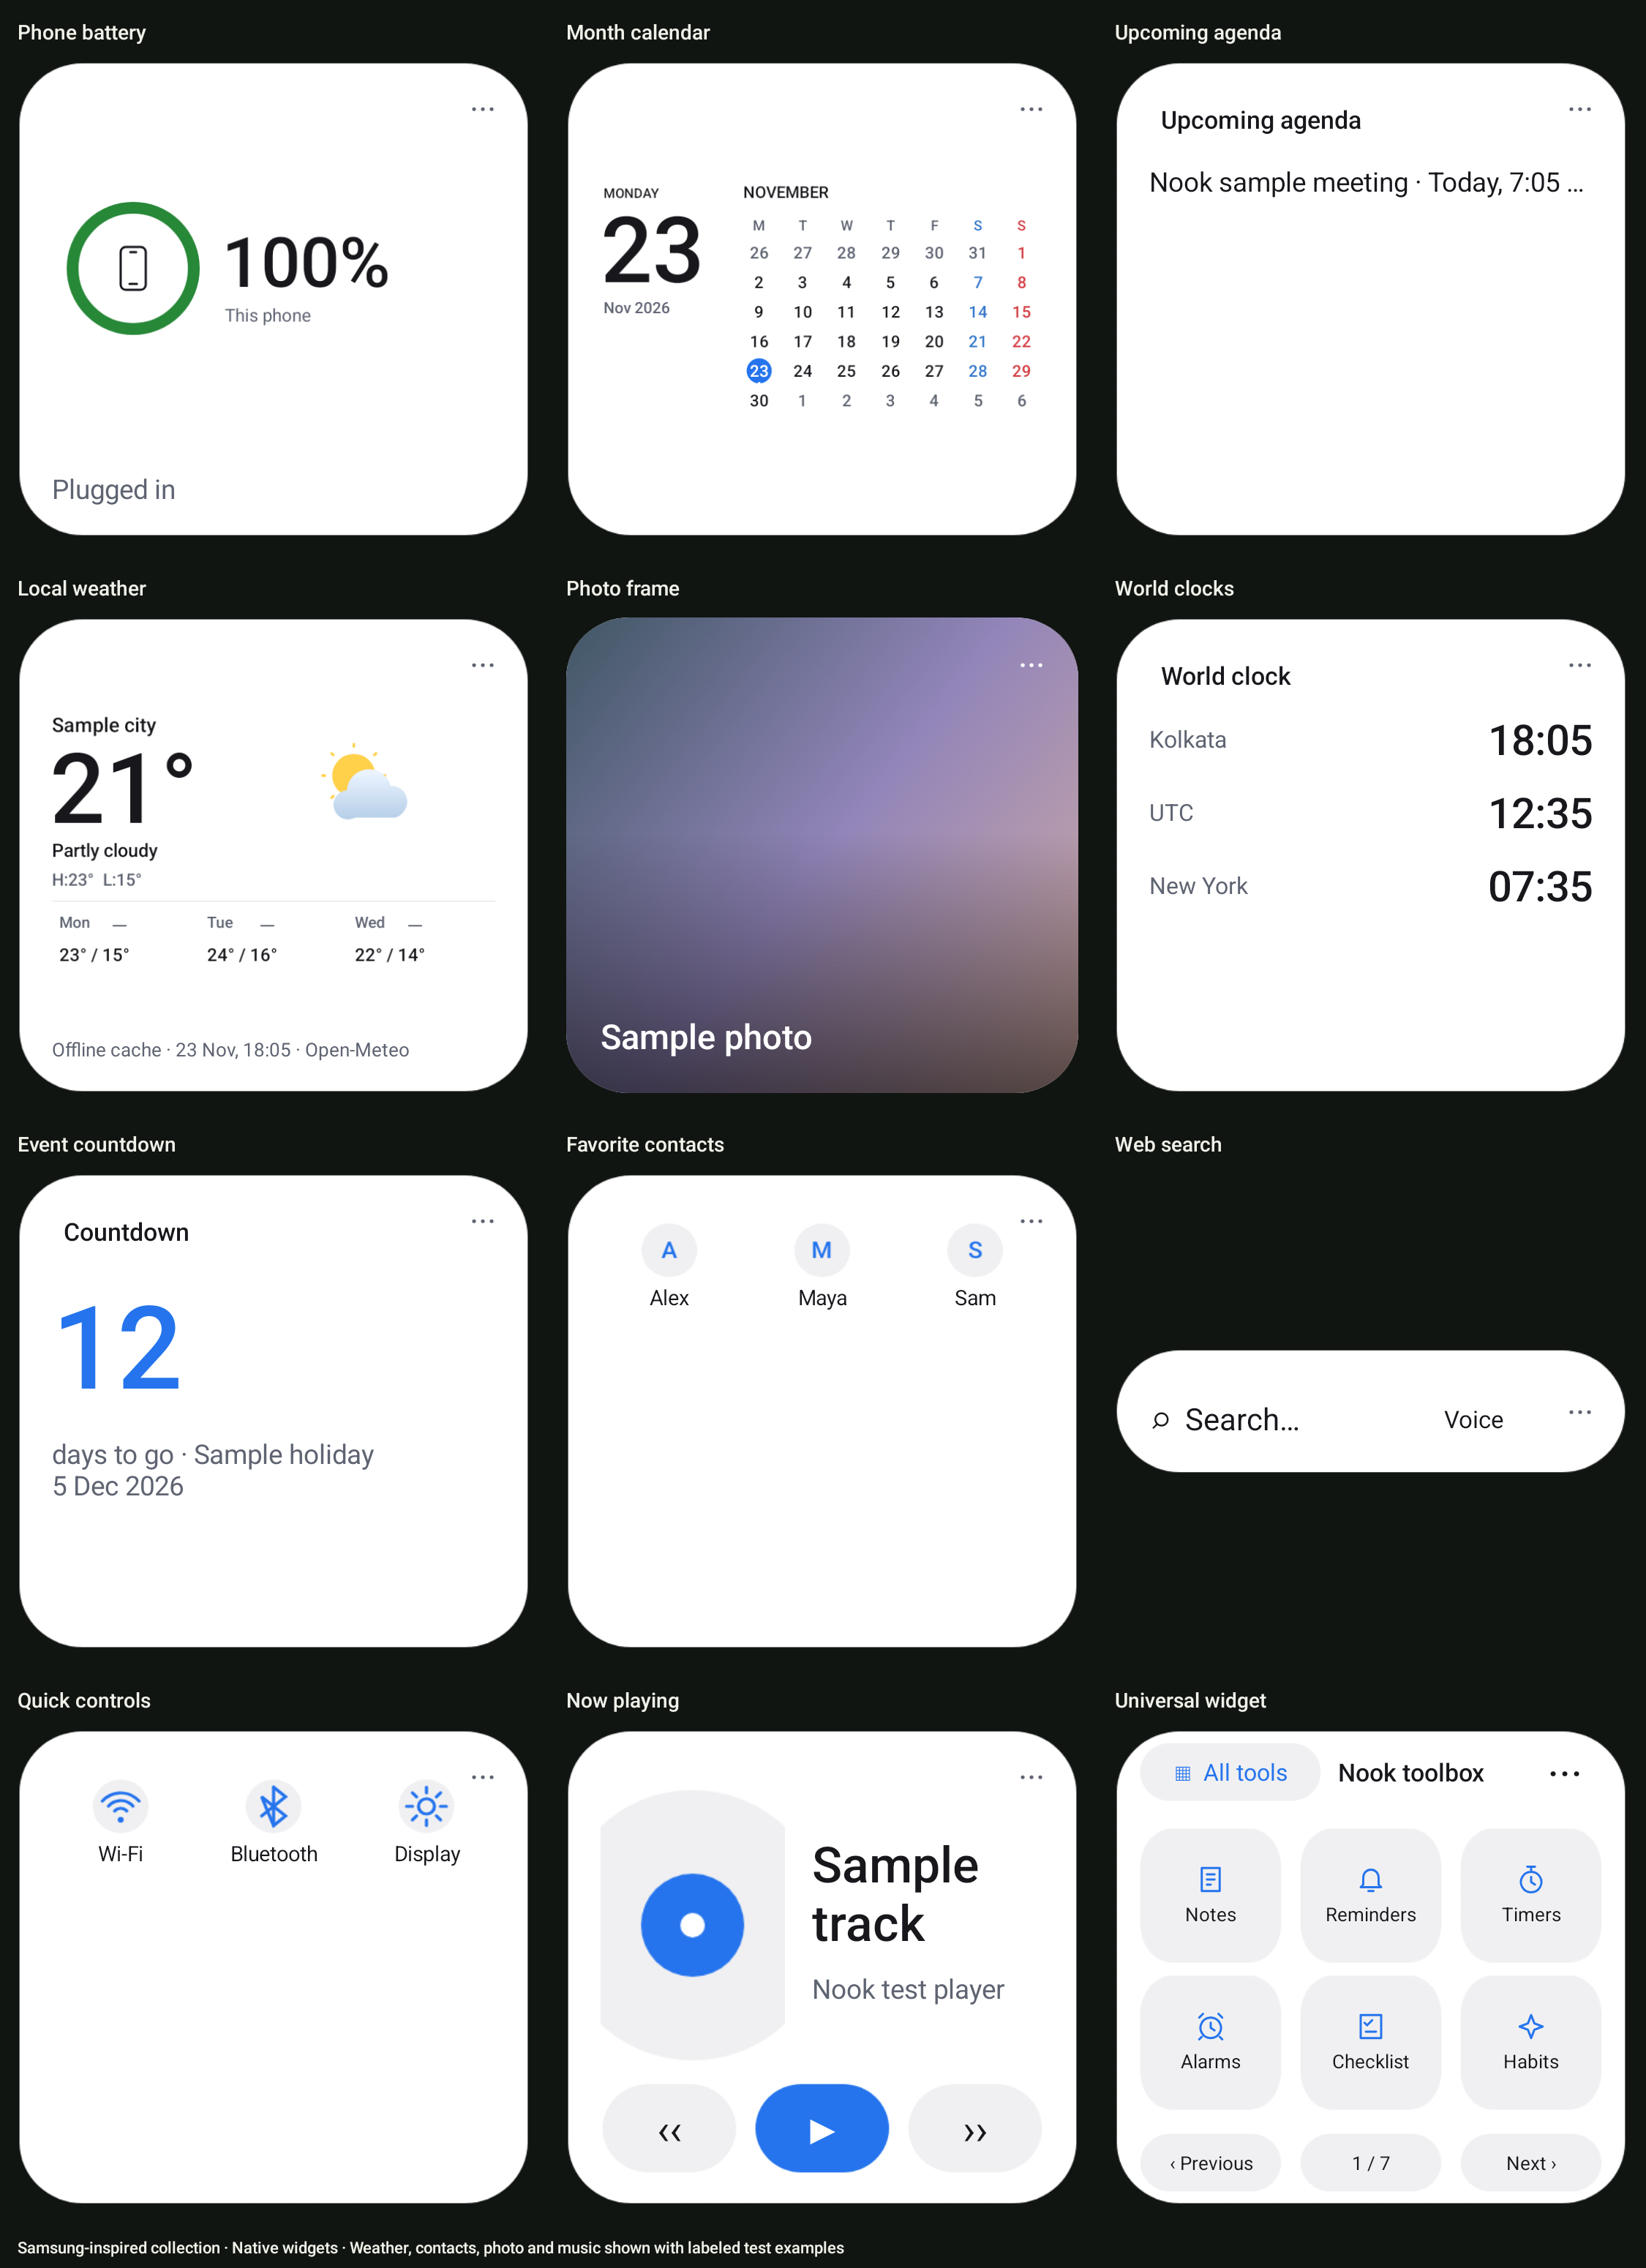 Phone battery
100%
This phone
Plugged in
Month calendar
MONDAY
23
Nov 2026
NOVEMBER
M T W T F S S
26 27 28 29 30 31 1
2 3 4 5 6 7 8
9 10 11 12 13 14 15
16 17 18 19 20 21 22
23 24 25 26 27 28 29
30 1 2 3 4 5 6
Upcoming agenda
Upcoming agenda
Nook sample meeting · Today, 7:05 ...
Local weather
Sample city
21°
Partly cloudy
H:23° L:15°
Mon — Tue — Wed —
23° / 15° 24° / 16° 22° / 14°
Offline cache · 23 Nov, 18:05 · Open-Meteo
Photo frame
Sample photo
World clocks
World clock
Kolkata 18:05
UTC 12:35
New York 07:35
Event countdown
Countdown
12
days to go · Sample holiday
5 Dec 2026
Favorite contacts
A M S
Alex Maya Sam
Web search
Search... Voice
Quick controls
Wi-Fi Bluetooth Display
Now playing
Sample
track
Nook test player
‹‹ ▶ ››
Universal widget
All tools Nook toolbox
Notes Reminders Timers
Alarms Checklist Habits
‹ Previous 1 / 7 Next ›
Samsung-inspired collection · Native widgets · Weather, contacts, photo and music shown with labeled test examples